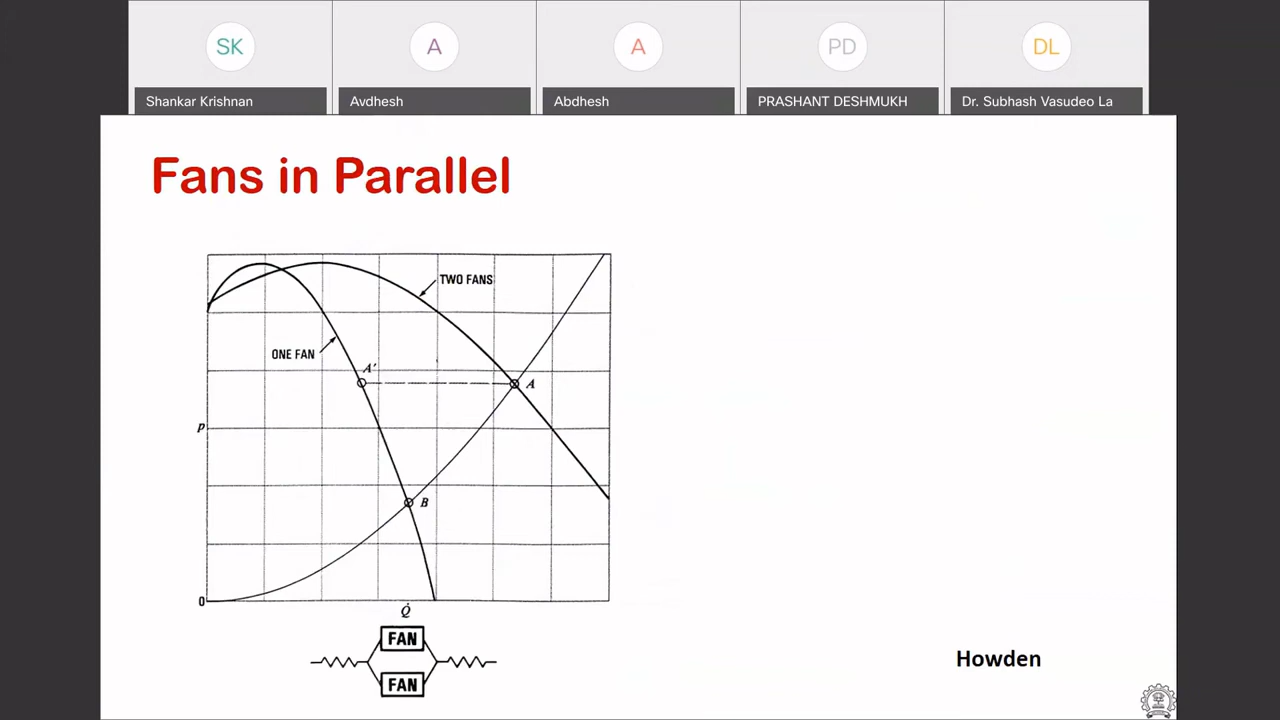 SK
A
A
PD
DL
Shankar Krishnan
Avdhesh
Abdhesh
PRASHANT DESHMUKH
Dr. Subhash Vasudeo La
Fans in Parallel
TWO FANS
ONE FAN
A'
A
P
B
0
Q̇
FAN
FAN
Howden